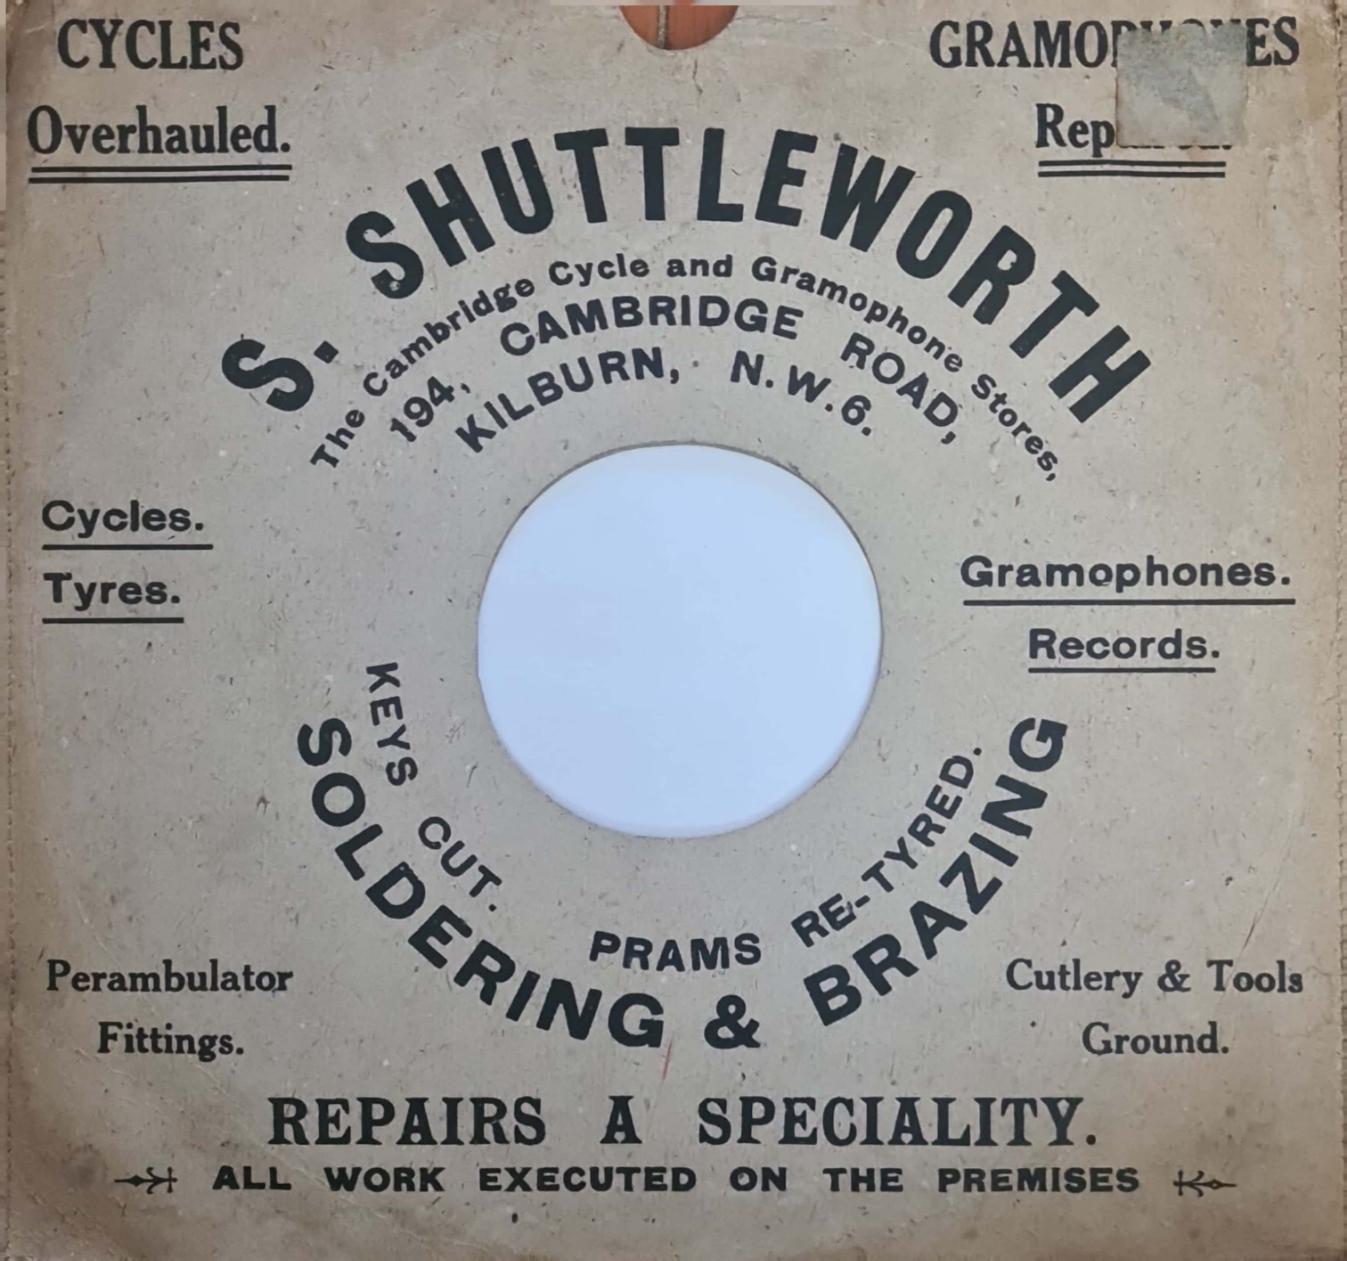 CYCLES
Overhauled.
GRAMOPHONES
Repaired.
S. SHUTTLEWORTH
The Cambridge Cycle and Gramophone Stores,
194, CAMBRIDGE ROAD,
KILBURN, N.W.6.
Cycles.
Tyres.
Gramophones.
Records.
KEYS CUT.
PRAMS RE-TYRED.
SOLDERING & BRAZING
Perambulator
Fittings.
Cutlery & Tools
Ground.
REPAIRS A SPECIALITY.
ALL WORK EXECUTED ON THE PREMISES